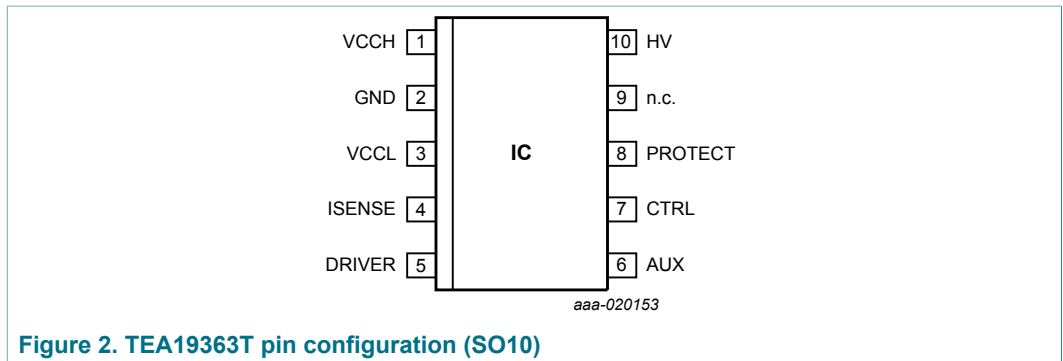 VCCH 1 10 HV
GND 2 9 n.c.
VCCL 3 IC 8 PROTECT
ISENSE 4 7 CTRL
DRIVER 5 6 AUX
aaa-020153
Figure 2. TEA19363T pin configuration (SO10)